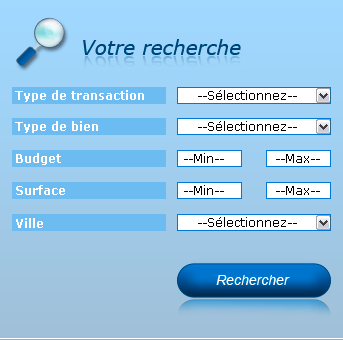 Votre recherche
Type de transaction --Sélectionnez--
Type de bien --Sélectionnez--
Budget --Min-- --Max--
Surface --Min-- --Max--
Ville --Sélectionnez--
Rechercher